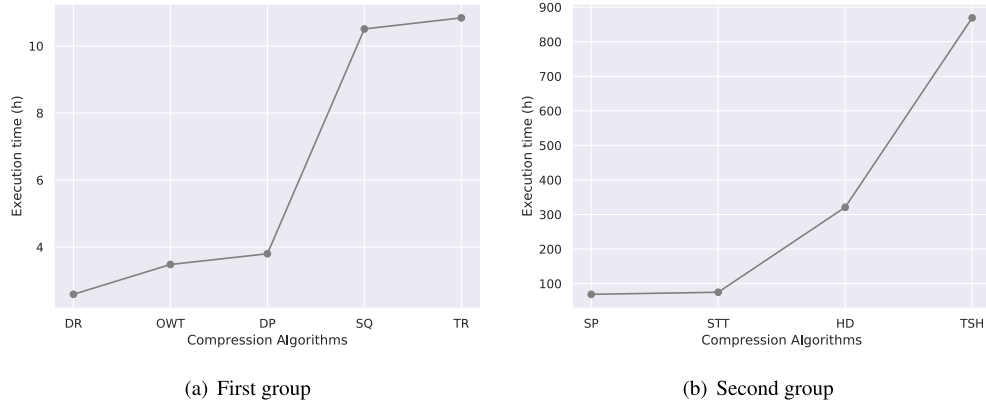 10
8
6
4
Execution time (h)
DR OWT DP SQ TR
Compression Algorithms
(a) First group
900
800
700
600
500
400
300
200
100
Execution time (h)
SP STT HD TSH
Compression Algorithms
(b) Second group